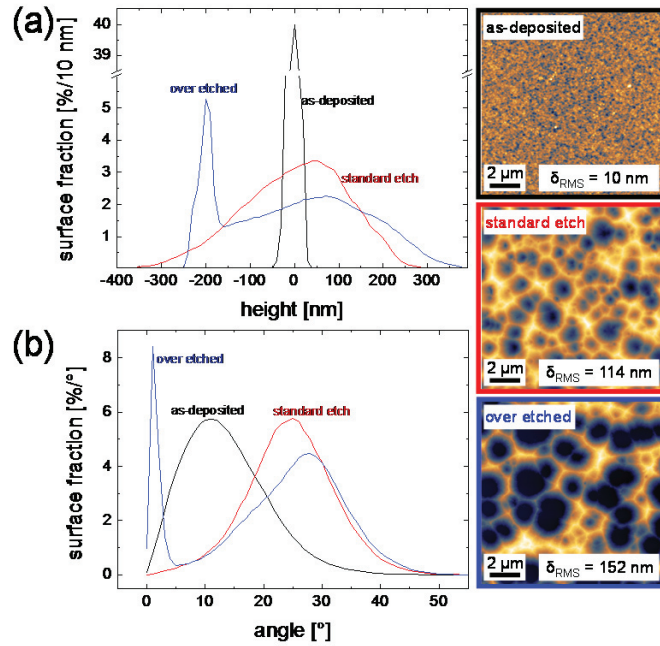 (a)
40
39
5
4
3
2
1
surface fraction [%/10 nm]
over etched
as-deposited
standard etch
-400 -300 -200 -100 0 100 200 300
height [nm]
(b)
8
6
4
2
0
surface fraction [%/°]
over etched
as-deposited
standard etch
0 10 20 30 40 50
angle [°]
as-deposited
2 µm
δRMS = 10 nm
standard etch
2 µm
δRMS = 114 nm
over etched
2 µm
δRMS = 152 nm